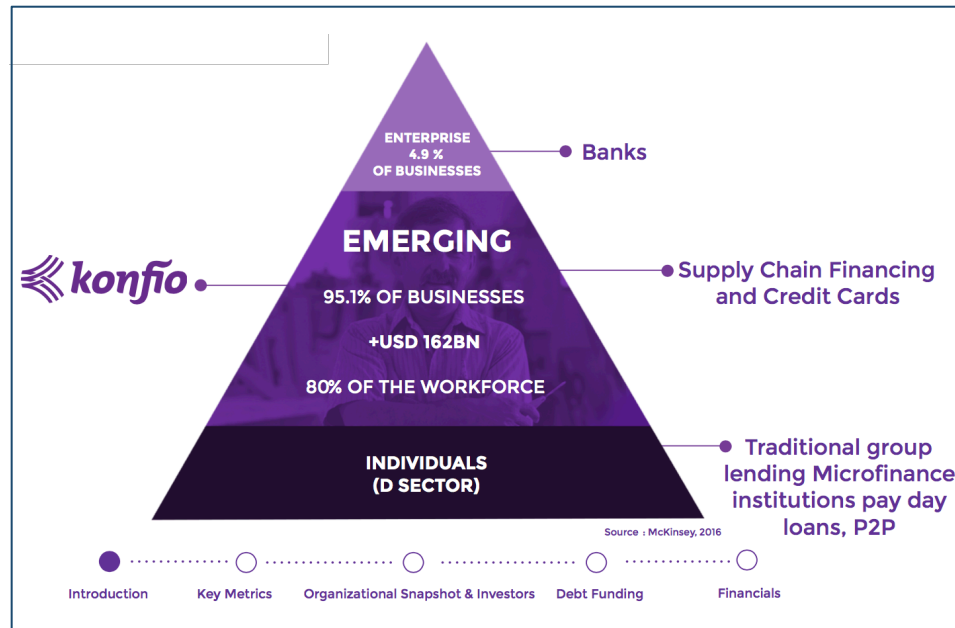 ENTERPRISE
4.9 %
OF BUSINESSES
Banks
EMERGING
95.1% OF BUSINESSES
+USD 162BN
80% OF THE WORKFORCE
konfio
Supply Chain Financing
and Credit Cards
INDIVIDUALS
(D SECTOR)
Traditional group
lending Microfinance
institutions pay day
loans, P2P
Source : McKinsey, 2016
Introduction
Key Metrics
Organizational Snapshot & Investors
Debt Funding
Financials